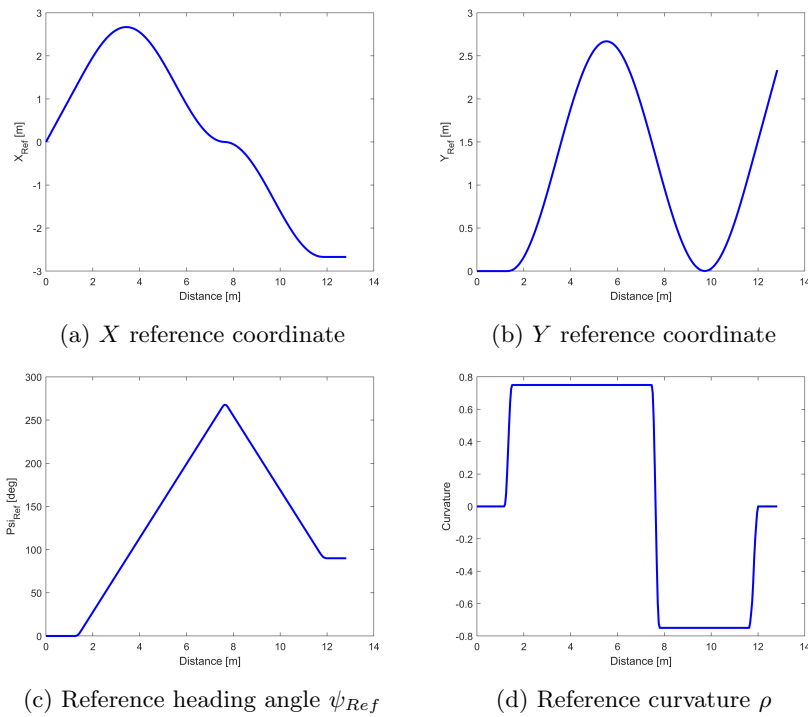 3
2
1
0
-1
-2
-3
X_Ref [m]
0 2 4 6 8 10 12 14
Distance [m]
(a) X reference coordinate
3
2.5
2
1.5
1
0.5
0
Y_Ref [m]
0 2 4 6 8 10 12 14
Distance [m]
(b) Y reference coordinate
300
250
200
150
100
50
0
Psi_Ref [deg]
0 2 4 6 8 10 12 14
Distance [m]
(c) Reference heading angle ψ_Ref
0.8
0.6
0.4
0.2
0
-0.2
-0.4
-0.6
-0.8
Curvature
0 2 4 6 8 10 12 14
Distance [m]
(d) Reference curvature ρ